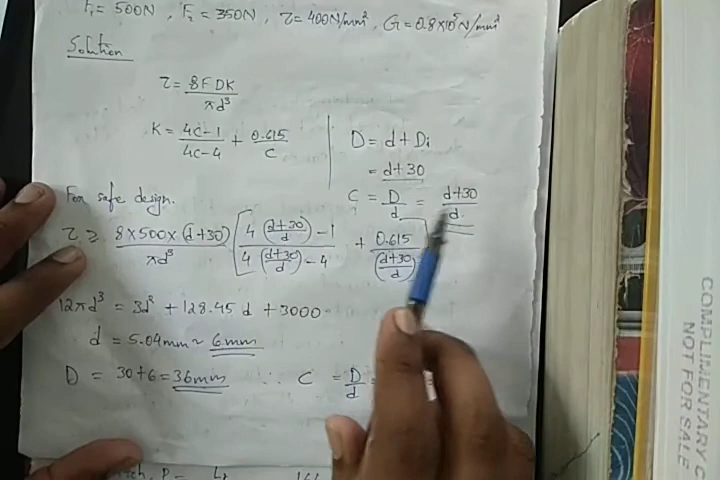 F₁ = 500N , F₂ = 350N , τ = 400N/mm² , G = 0.8×10⁵N/mm²
Solution
τ = 8FDK / πd³
K = (4C-1)/(4C-4) + 0.615/C
D = d + Di
= d+30
C = D/d = (d+30)/d.
For safe design.
τ ≥ 8×500×(d+30)/πd³ [ (4((d+30)/d) - 1)/(4((d+30)/d) - 4) + 0.615/((d+30)/d)
12πd³ = 3d² + 128.45 d + 3000
d = 5.04mm ≈ 6mm
D = 30+6 = 36mm ∴ C = D/d =
COMPLIMENTARY C
NOT FOR SALE